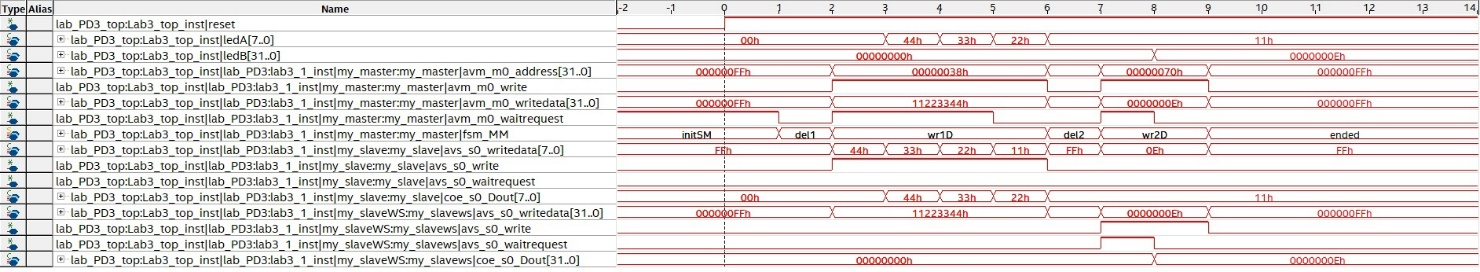 Type Alias Name -2 -1 0 1 2 3 4 5 6 7 8 9 10 11 12 13 14
lab_PD3_top:Lab3_top_inst|reset
lab_PD3_top:Lab3_top_inst|ledA[7..0] 00h 44h 33h 22h 11h
lab_PD3_top:Lab3_top_inst|ledB[31..0] 00000000h 0000000Eh
lab_PD3_top:Lab3_top_inst|lab_PD3:lab3_1_inst|my_master:my_master|avm_m0_address[31..0] 000000FFh 00000038h 00000070h 000000FFh
lab_PD3_top:Lab3_top_inst|lab_PD3:lab3_1_inst|my_master:my_master|avm_m0_write
lab_PD3_top:Lab3_top_inst|lab_PD3:lab3_1_inst|my_master:my_master|avm_m0_writedata[31..0] 000000FFh 11223344h 0000000Eh 000000FFh
lab_PD3_top:Lab3_top_inst|lab_PD3:lab3_1_inst|my_master:my_master|avm_m0_waitrequest
lab_PD3_top:Lab3_top_inst|lab_PD3:lab3_1_inst|my_master:my_master|fsm_MM initSM del1 wr1D del2 wr2D ended
lab_PD3_top:Lab3_top_inst|lab_PD3:lab3_1_inst|my_slave:my_slave|avs_s0_writedata[7..0] FFh 44h 33h 22h 11h FFh 0Eh FFh
lab_PD3_top:Lab3_top_inst|lab_PD3:lab3_1_inst|my_slave:my_slave|avs_s0_write
lab_PD3_top:Lab3_top_inst|lab_PD3:lab3_1_inst|my_slave:my_slave|avs_s0_waitrequest
lab_PD3_top:Lab3_top_inst|lab_PD3:lab3_1_inst|my_slave:my_slave|coe_s0_Dout[7..0] 00h 44h 33h 22h 11h
lab_PD3_top:Lab3_top_inst|lab_PD3:lab3_1_inst|my_slaveWS:my_slavews|avs_s0_writedata[31..0] 000000FFh 11223344h 0000000Eh 000000FFh
lab_PD3_top:Lab3_top_inst|lab_PD3:lab3_1_inst|my_slaveWS:my_slavews|avs_s0_write
lab_PD3_top:Lab3_top_inst|lab_PD3:lab3_1_inst|my_slaveWS:my_slavews|avs_s0_waitrequest
lab_PD3_top:Lab3_top_inst|lab_PD3:lab3_1_inst|my_slaveWS:my_slavews|coe_s0_Dout[31..0] 00000000h 0000000Eh